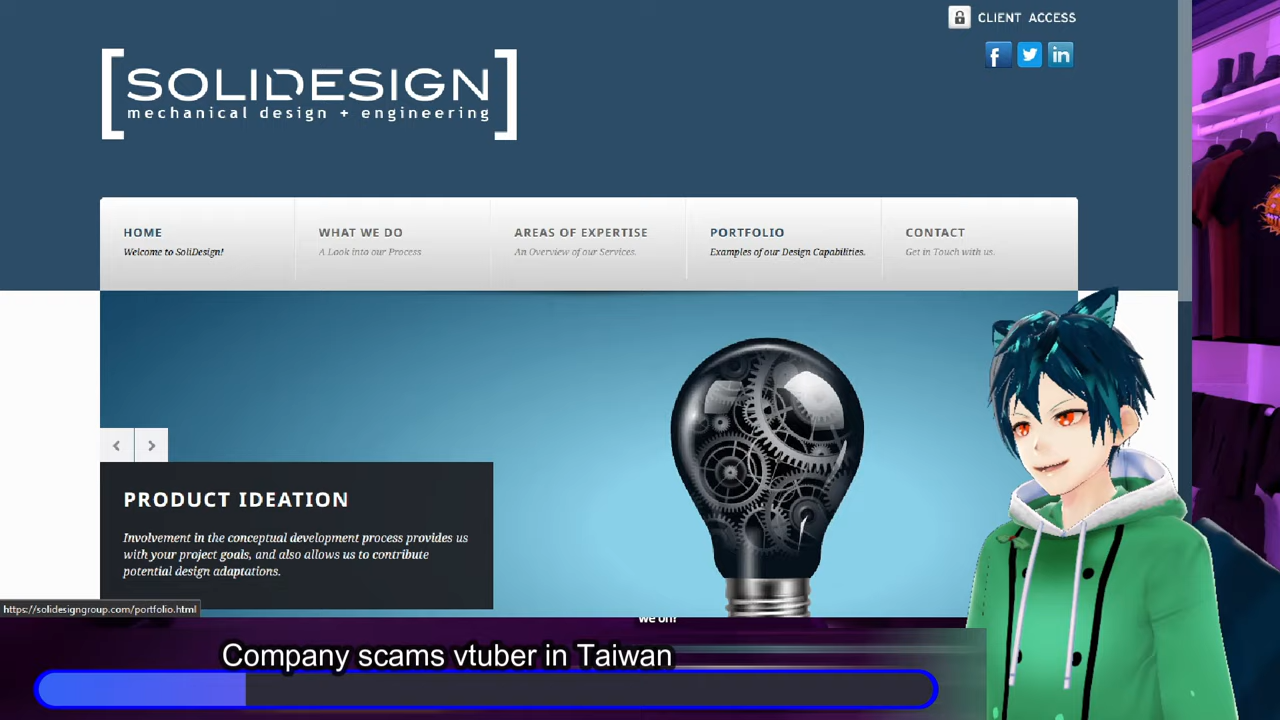 CLIENT ACCESS
f
in
[SOLIDESIGN]
mechanical design + engineering
HOME
Welcome to SoliDesign!
WHAT WE DO
A Look into our Process
AREAS OF EXPERTISE
An Overview of our Services.
PORTFOLIO
Examples of our Design Capabilities.
CONTACT
Get in Touch with us.
PRODUCT IDEATION
Involvement in the conceptual development process provides us
with your project goals, and also allows us to contribute
potential design adaptations.
https://solidesigngroup.com/portfolio.html
Company scams vtuber in Taiwan